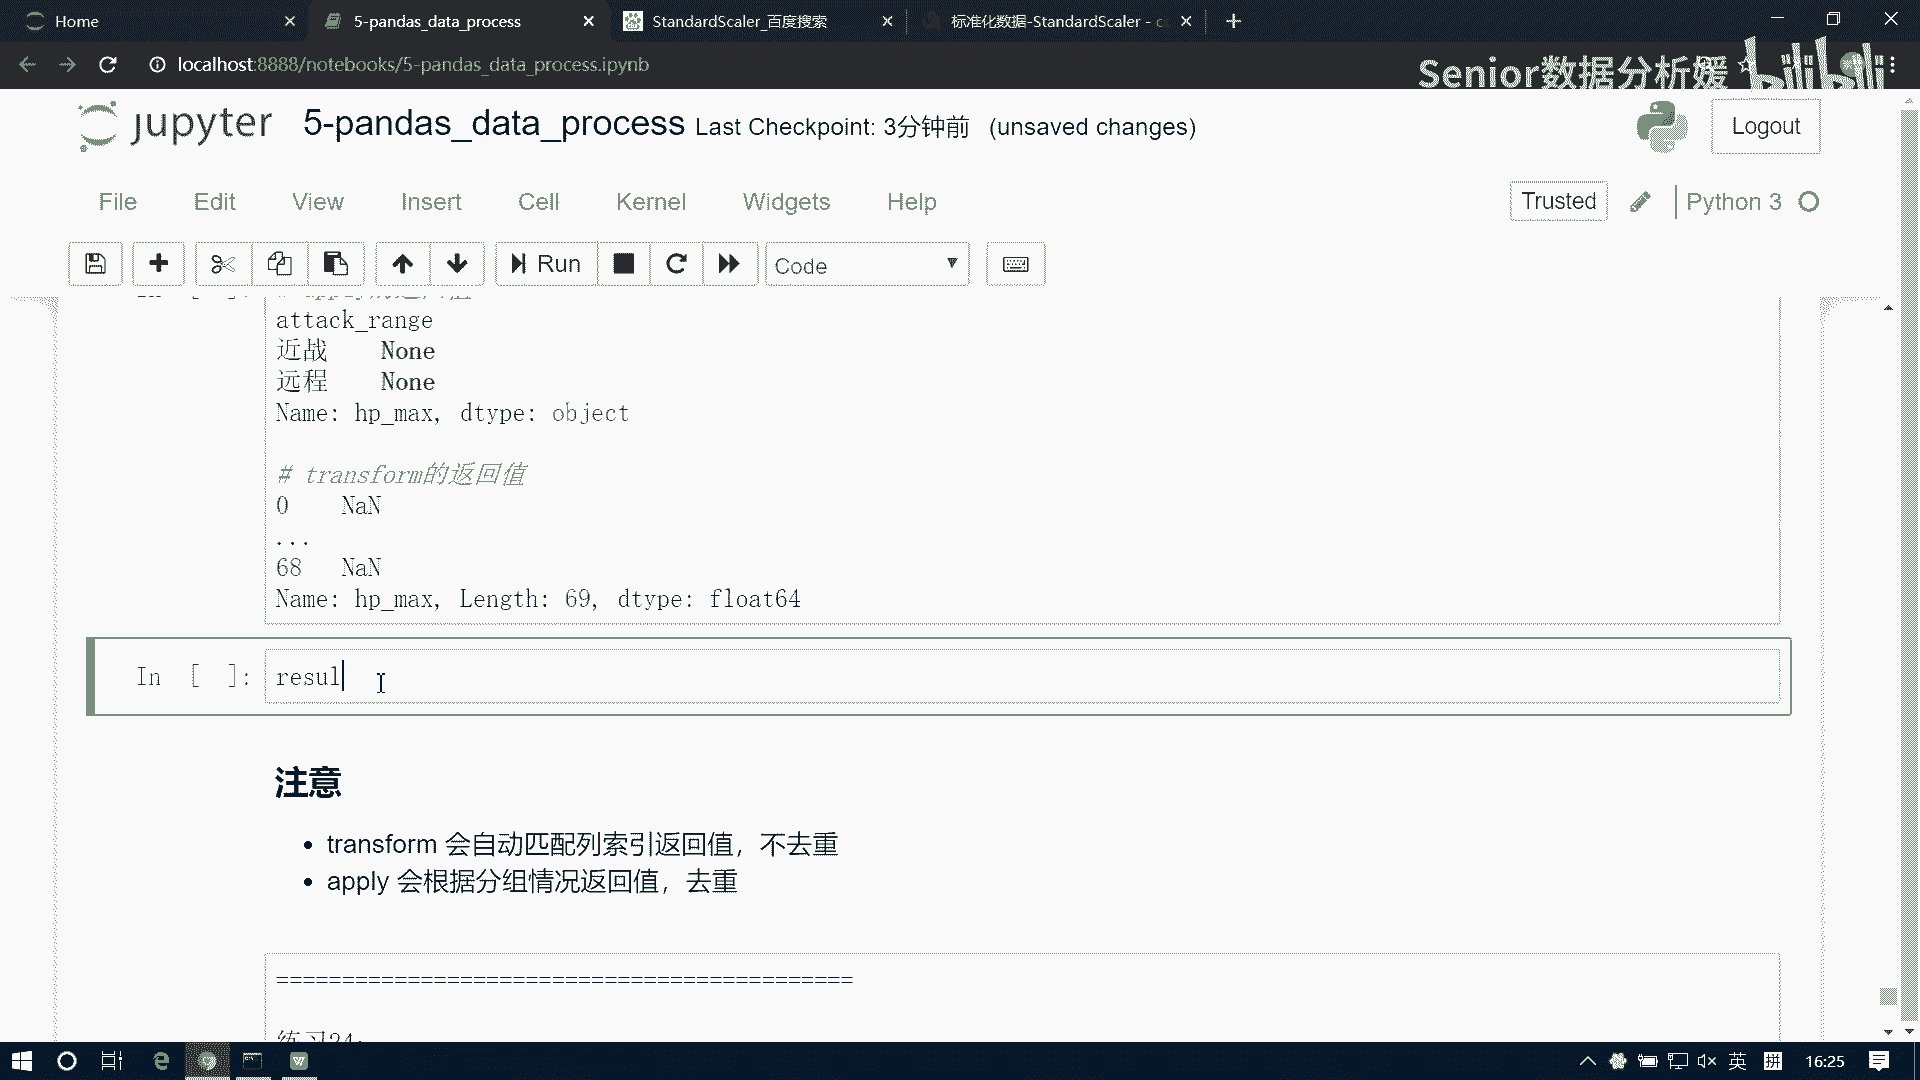 Home
5-pandas_data_process
StandardScaler_百度搜索
标准化数据-StandardScaler - c
localhost:8888/notebooks/5-pandas_data_process.ipynb
Senior数据分析媛
bilibili
jupyter
5-pandas_data_process Last Checkpoint: 3分钟前 (unsaved changes)
Logout
File Edit View Insert Cell Kernel Widgets Help
Trusted
Python 3
Run
Code
attack_range
近战 None
远程 None
Name: hp_max, dtype: object
# transform的返回值
0 NaN
...
68 NaN
Name: hp_max, Length: 69, dtype: float64
In [ ]: resul
注意
• transform 会自动匹配列索引返回值，不去重
• apply 会根据分组情况返回值，去重
============================================
英
拼
16:25